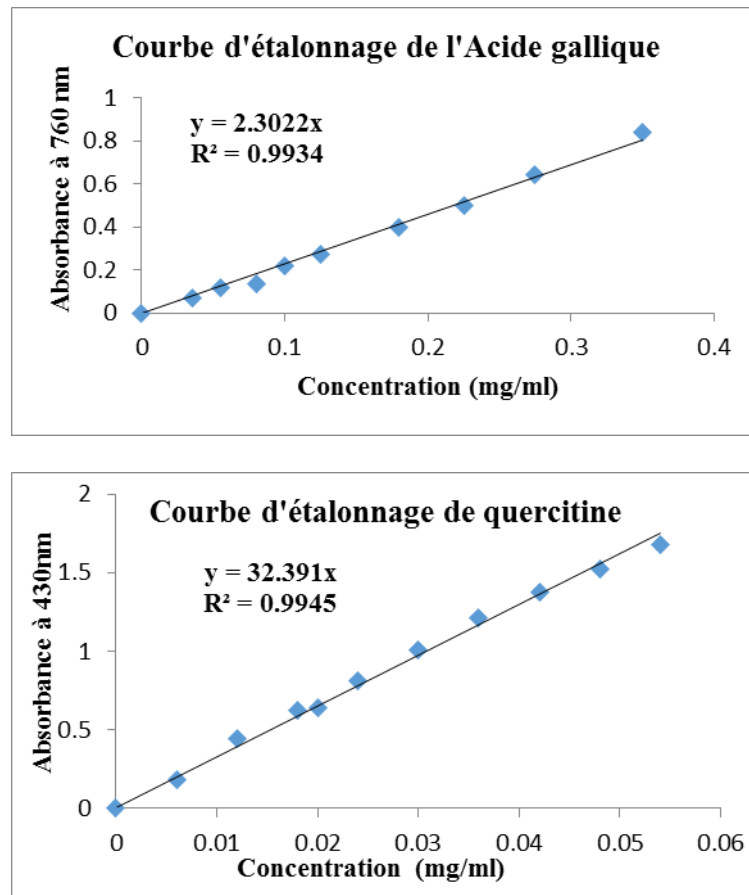 Courbe d'étalonnage de l'Acide gallique
Absorbance à 760 nm
y = 2.3022x
R² = 0.9934
1
0.8
0.6
0.4
0.2
0
0 0.1 0.2 0.3 0.4
Concentration (mg/ml)
Courbe d'étalonnage de quercitine
Absorbance à 430nm
y = 32.391x
R² = 0.9945
2
1.5
1
0.5
0
0 0.01 0.02 0.03 0.04 0.05 0.06
Concentration (mg/ml)